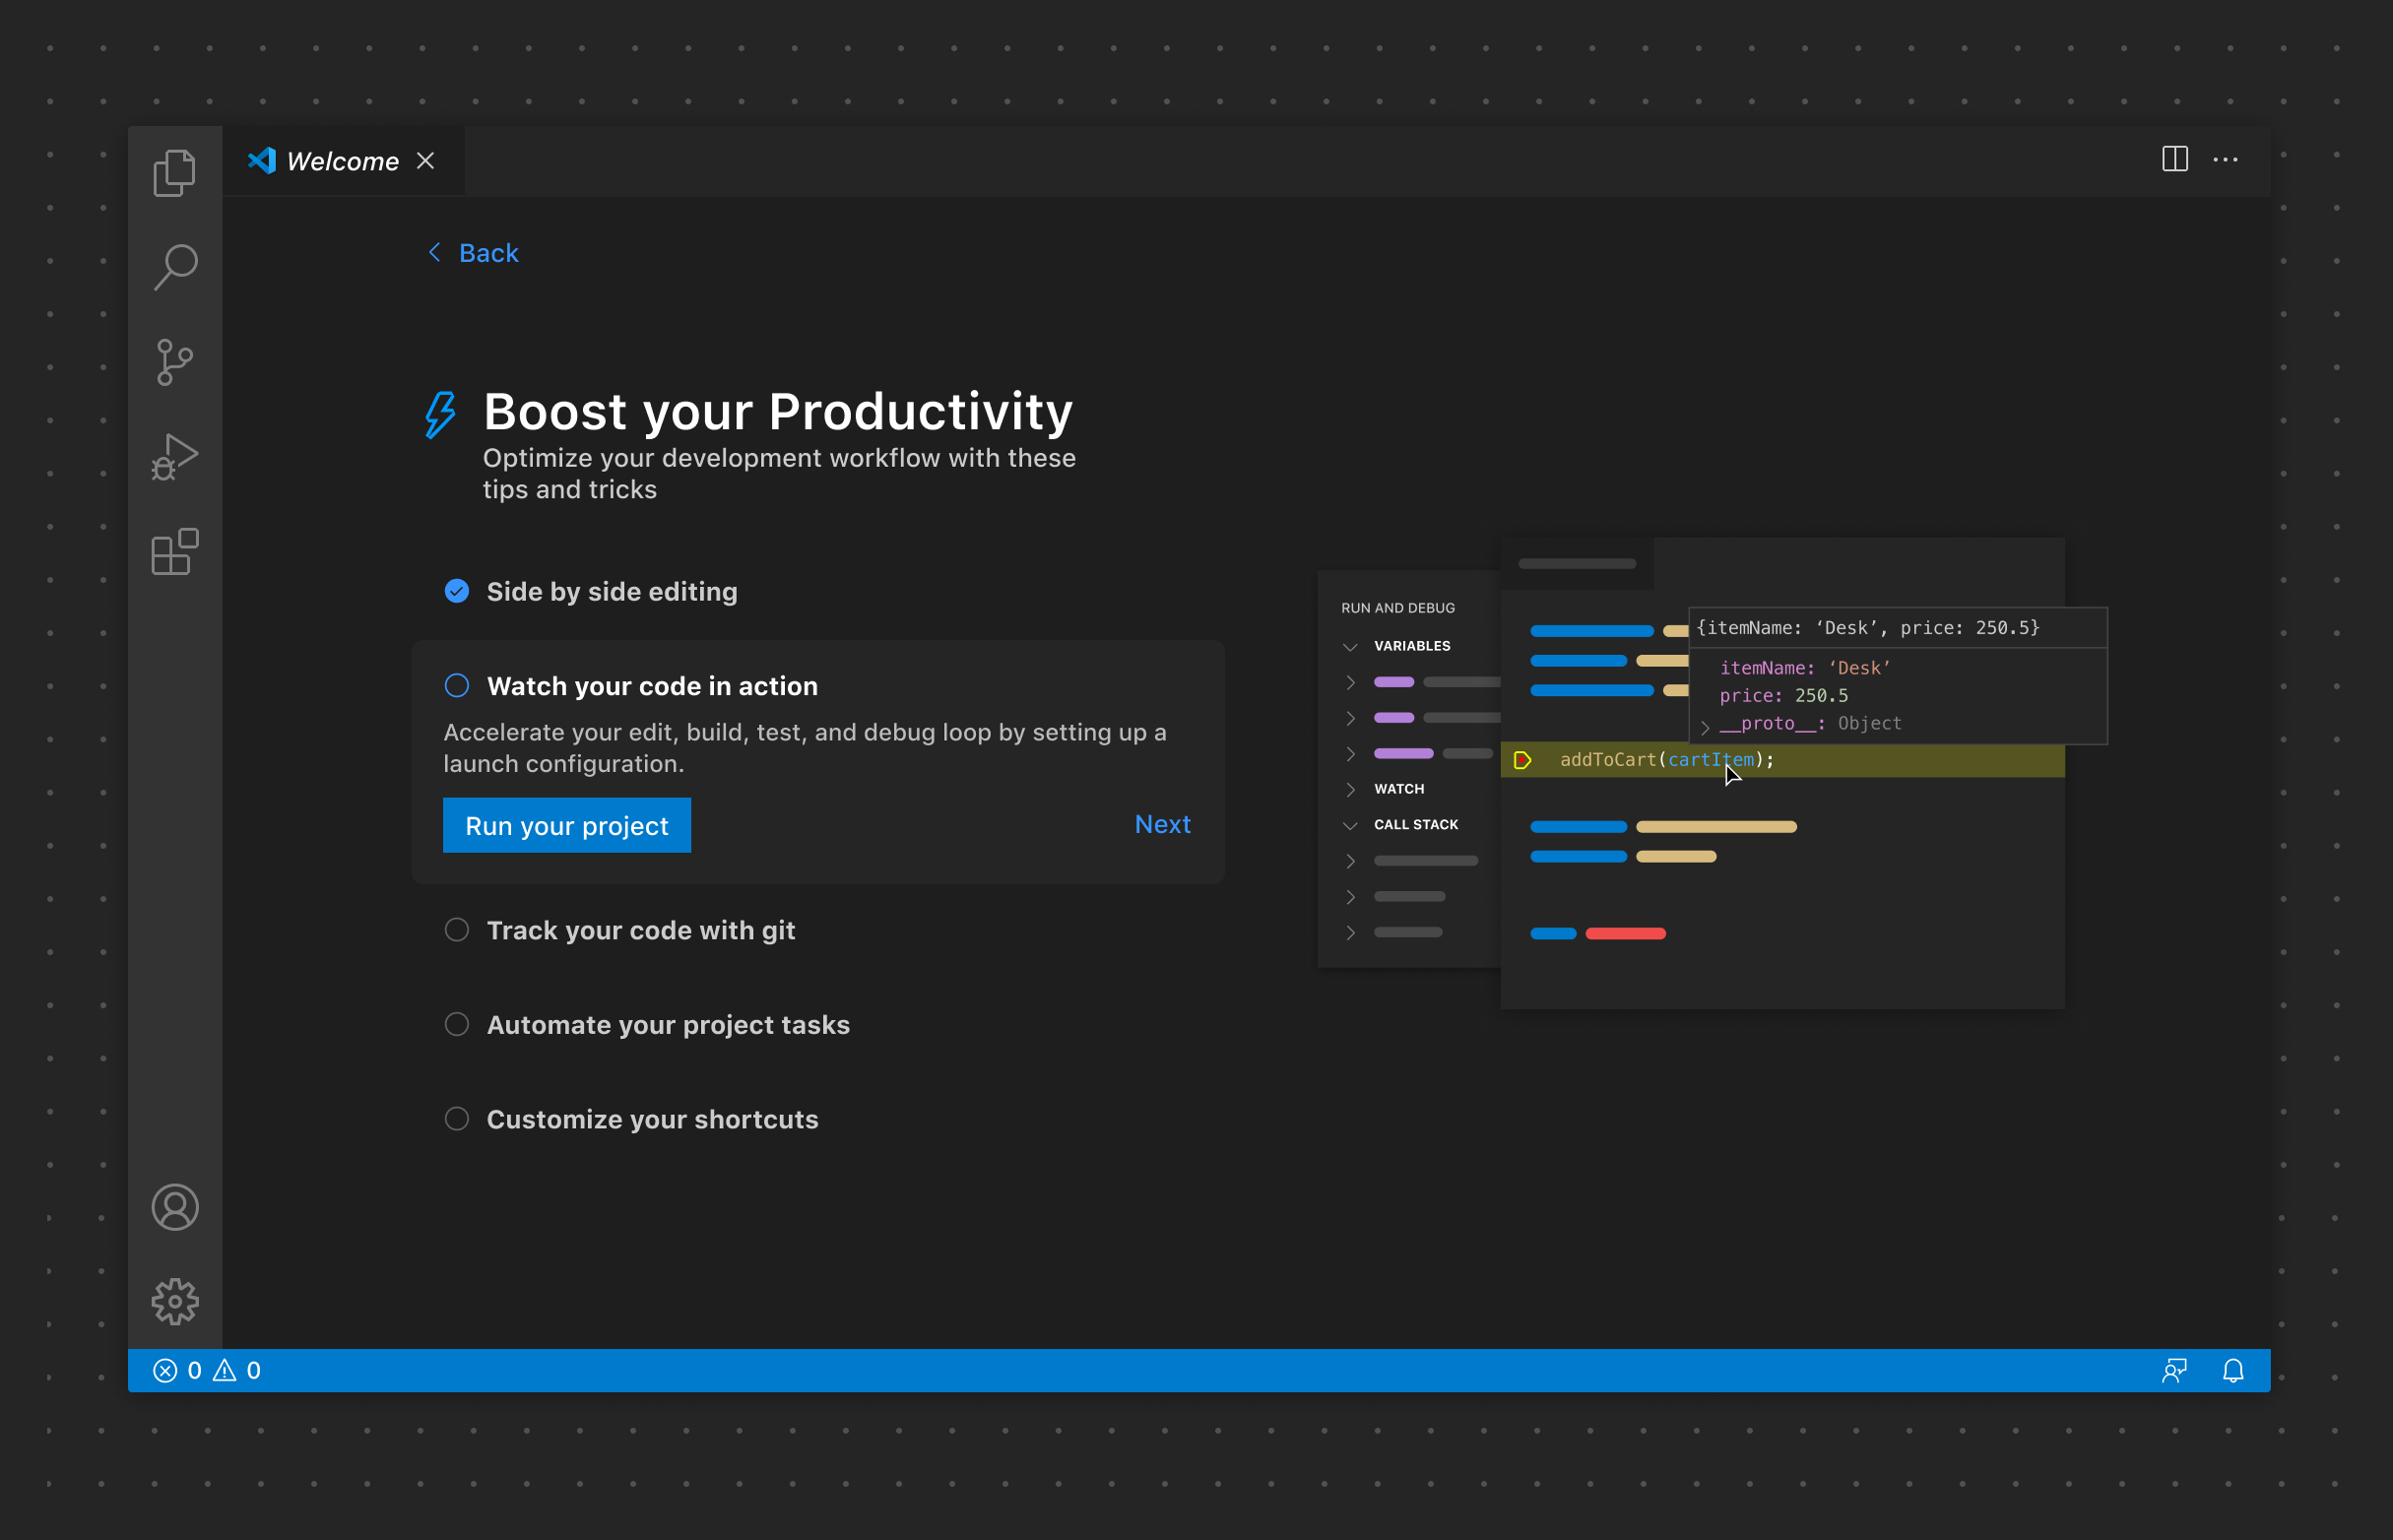 Welcome
Back
Boost your Productivity
Optimize your development workflow with these
tips and tricks
Side by side editing
Watch your code in action
Accelerate your edit, build, test, and debug loop by setting up a
launch configuration.
Run your project
Next
Track your code with git
Automate your project tasks
Customize your shortcuts
RUN AND DEBUG
VARIABLES
WATCH
CALL STACK
{itemName: ‘Desk’, price: 250.5}
itemName: ‘Desk’
price: 250.5
__proto__: Object
addToCart(cartItem);
0 0